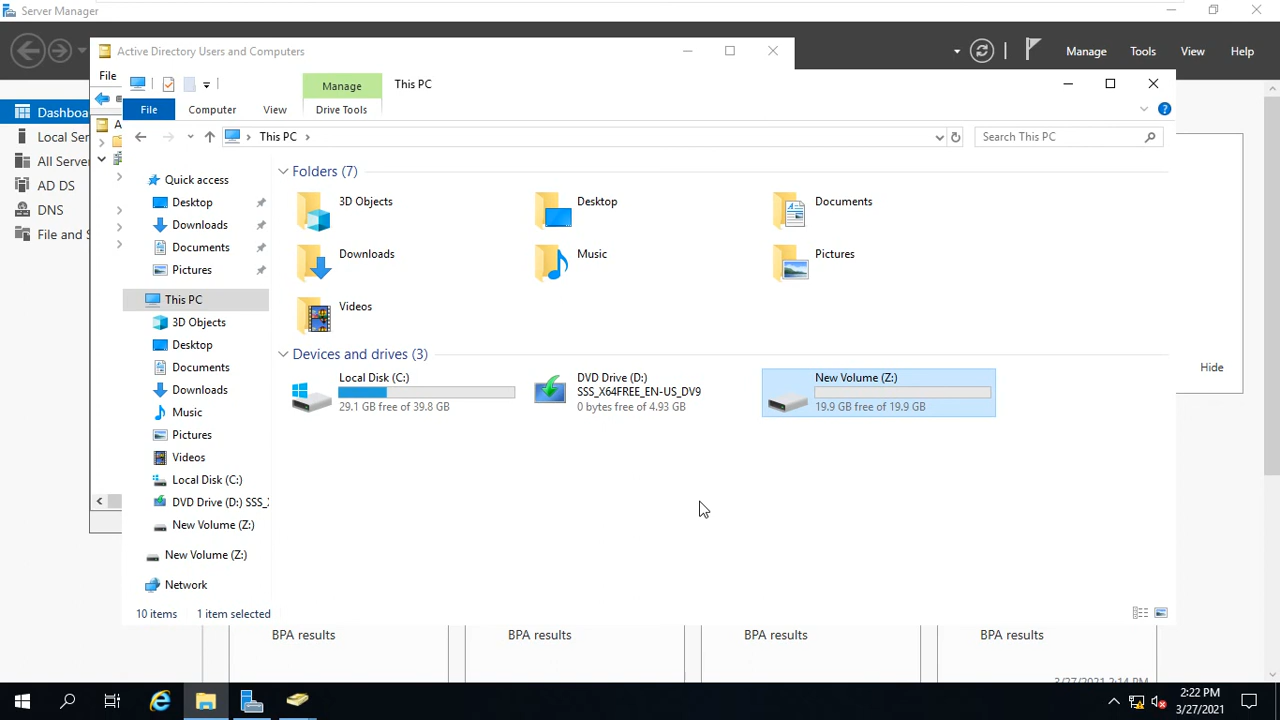 Server Manager
Manage
Tools
View
Help
Active Directory Users and Computers
File
Manage
This PC
File
Computer
View
Drive Tools
This PC
Search This PC
Dashboa
Local Ser
All Serve
AD DS
DNS
File and S
A
Quick access
Desktop
Downloads
Documents
Pictures
This PC
3D Objects
Desktop
Documents
Downloads
Music
Pictures
Videos
Local Disk (C:)
DVD Drive (D:) SSS_
New Volume (Z:)
New Volume (Z:)
Network
Folders (7)
3D Objects
Desktop
Documents
Downloads
Music
Pictures
Videos
Devices and drives (3)
Local Disk (C:)
29.1 GB free of 39.8 GB
DVD Drive (D:)
SSS_X64FREE_EN-US_DV9
0 bytes free of 4.93 GB
New Volume (Z:)
19.9 GB free of 19.9 GB
Hide
10 items
1 item selected
BPA results
BPA results
BPA results
BPA results
3/27/2021 2:14 PM
2:22 PM
3/27/2021